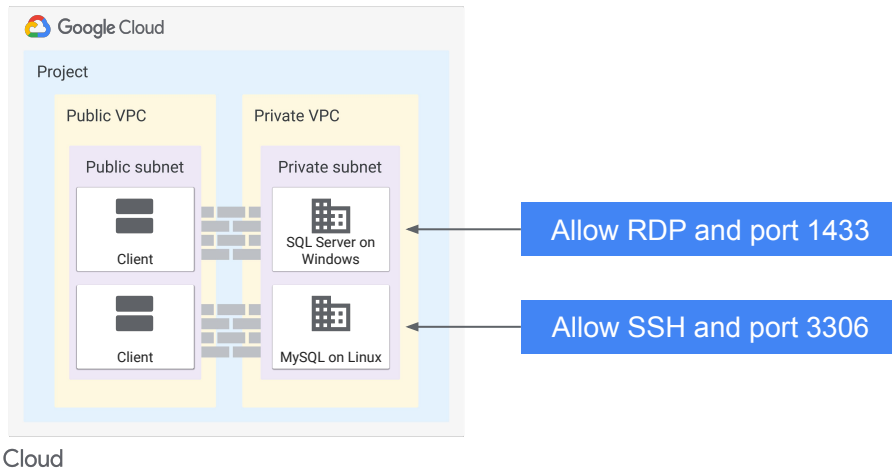 Google Cloud
Project
Public VPC
Private VPC
Public subnet
Private subnet
Client
SQL Server on
Windows
Allow RDP and port 1433
Client
MySQL on Linux
Allow SSH and port 3306
Cloud